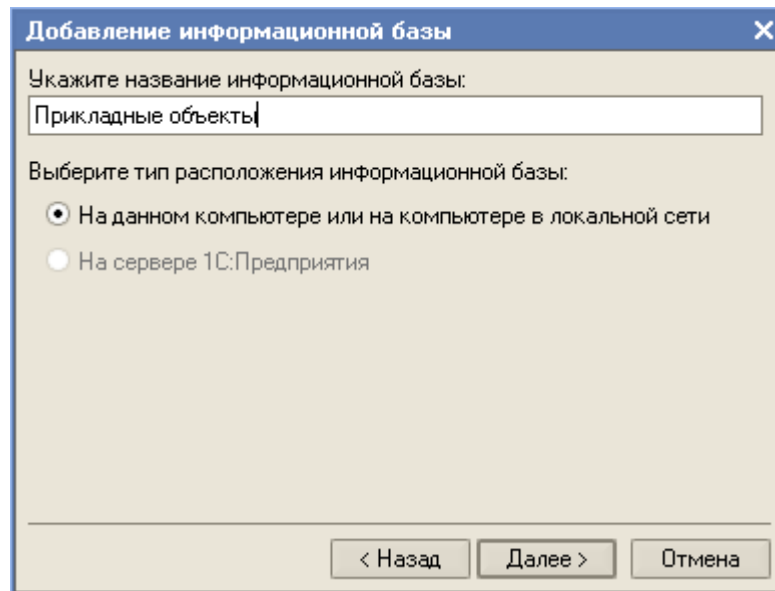 Добавление информационной базы
Укажите название информационной базы:
Прикладные объекты
Выберите тип расположения информационной базы:
На данном компьютере или на компьютере в локальной сети
На сервере 1С:Предприятия
< Назад Далее > Отмена